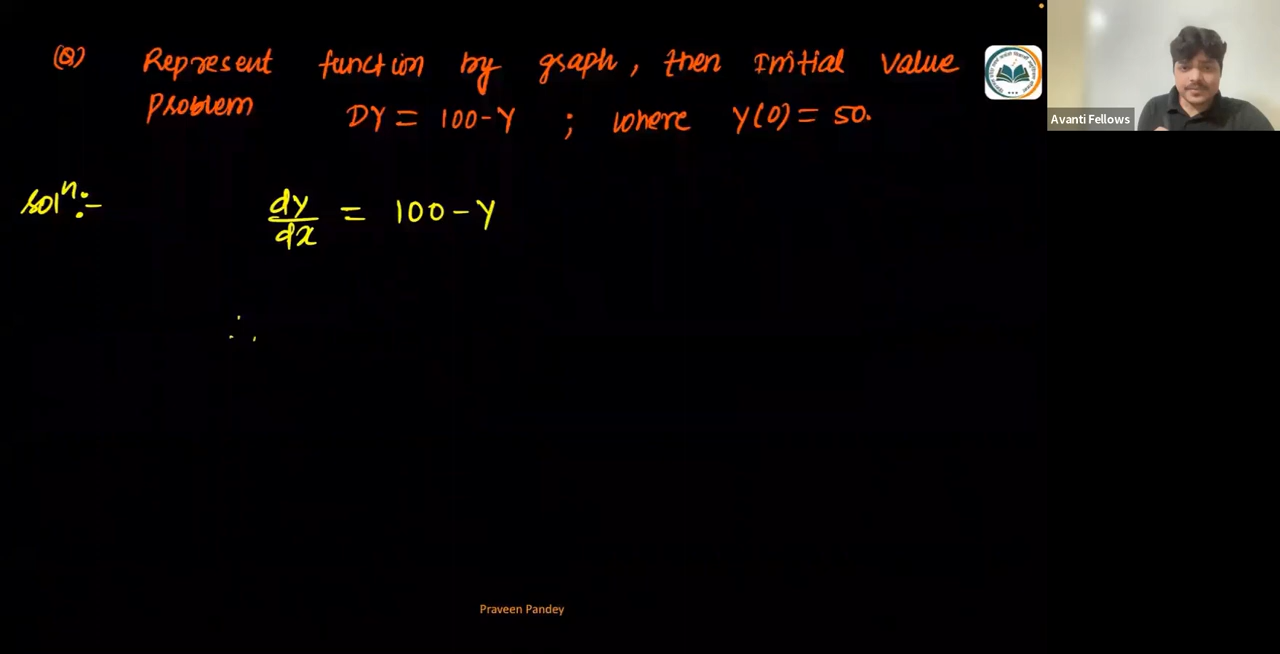 (Q) Represent function by graph, then Initial value
Problem DY = 100-Y ; where Y(0) = 50.
Avanti Fellows
Solⁿ:-
dy/dx = 100-Y
∴
Praveen Pandey